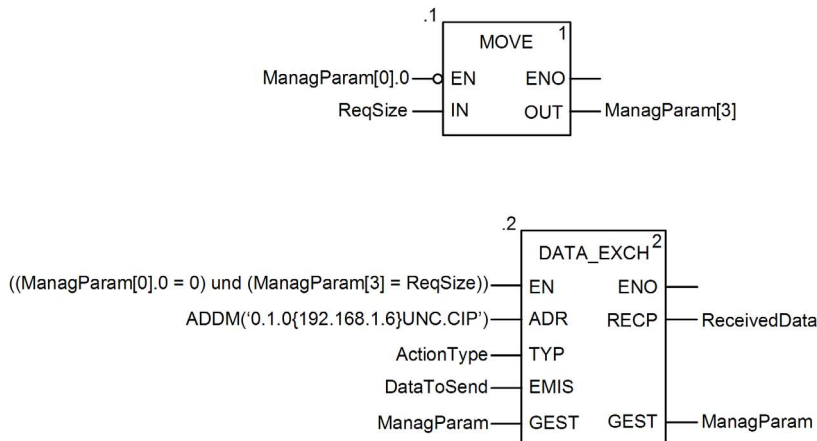 .1
MOVE 1
ManagParam[0].0 EN ENO
ReqSize IN OUT ManagParam[3]
.2
DATA_EXCH 2
((ManagParam[0].0 = 0) und (ManagParam[3] = ReqSize)) EN ENO
ADDM(‘0.1.0{192.168.1.6}UNC.CIP’) ADR RECP ReceivedData
ActionType TYP
DataToSend EMIS
ManagParam GEST GEST ManagParam